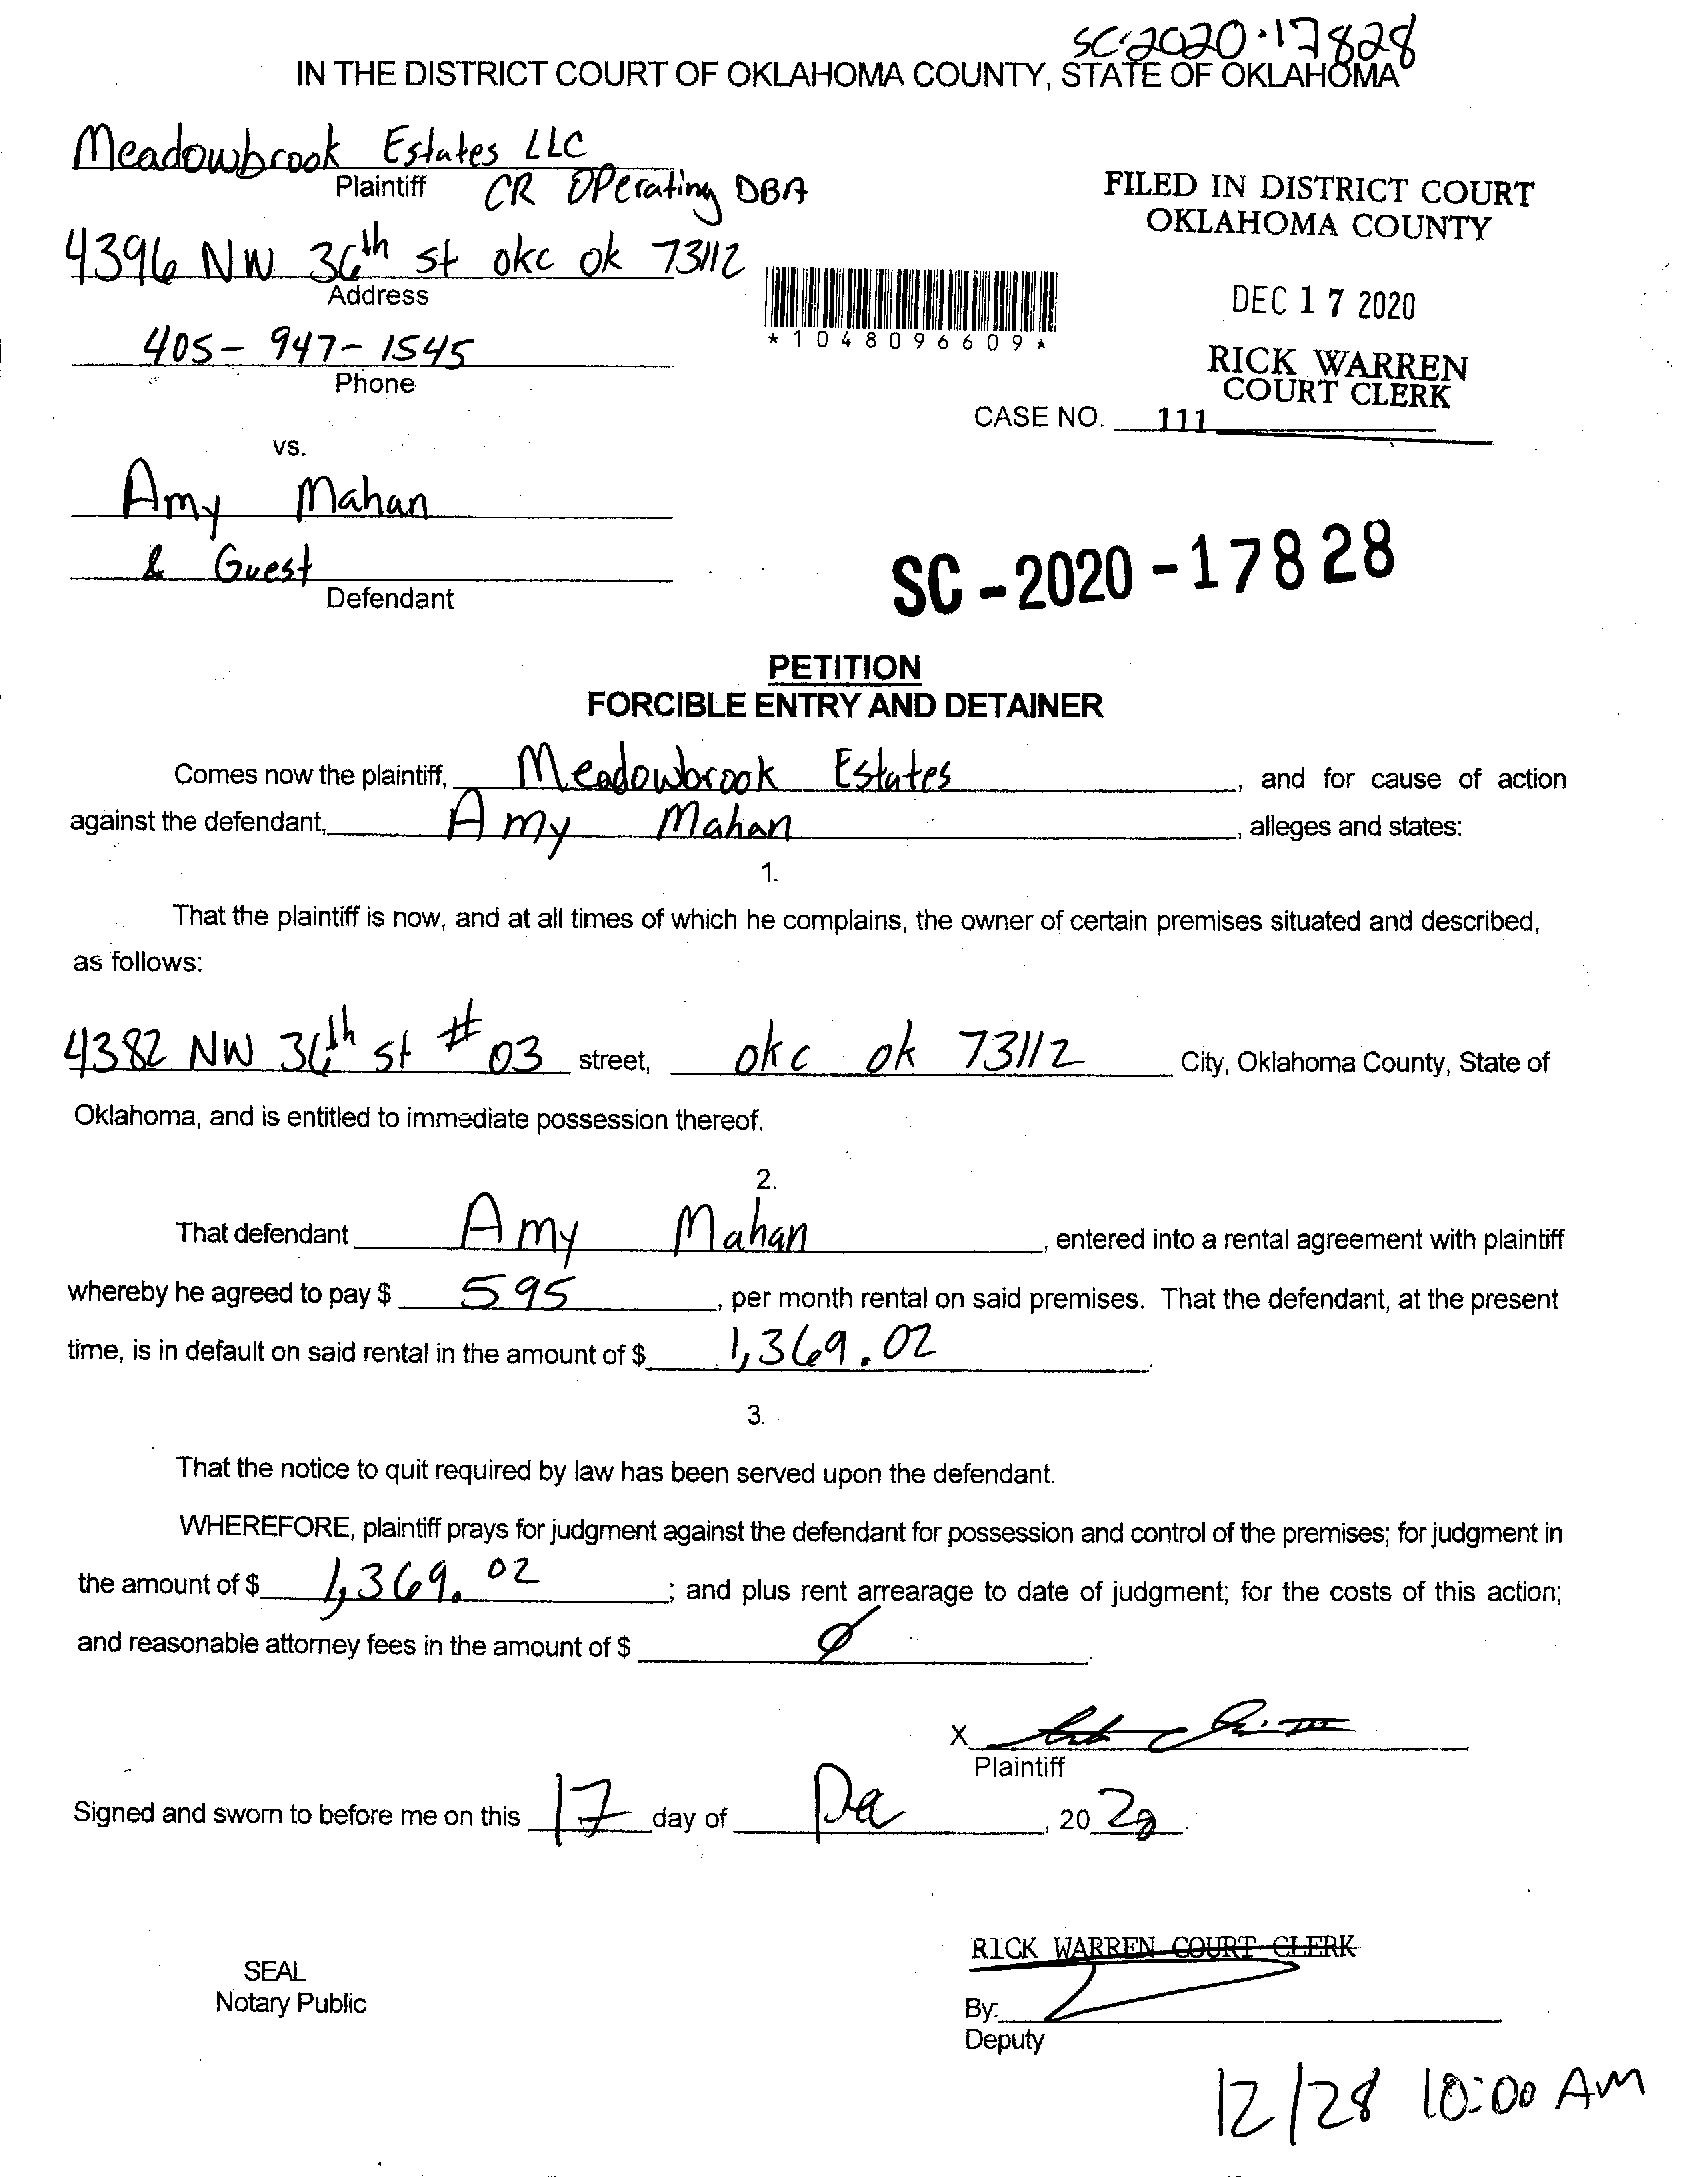 SC-2020-17828
IN THE DISTRICT COURT OF OKLAHOMA COUNTY, STATE OF OKLAHOMA
Meadowbrook Estates LLC
Plaintiff CR OPerating DBA
4396 NW 36th st okc ok 73112
Address
405-947-1545
Phone
FILED IN DISTRICT COURT
OKLAHOMA COUNTY
DEC 17 2020
RICK WARREN
COURT CLERK
*1048096609*
CASE NO. 111
vs.
Amy Mahan
& Guest
Defendant
SC-2020-17828
PETITION
FORCIBLE ENTRY AND DETAINER
Comes now the plaintiff, Meadowbrook Estates, and for cause of action
against the defendant, Amy Mahan, alleges and states:
1.
That the plaintiff is now, and at all times of which he complains, the owner of certain premises situated and described,
as follows:
4382 NW 36th st # 03 street, okc ok 73112 City, Oklahoma County, State of
Oklahoma, and is entitled to immediate possession thereof.
2.
That defendant Amy Mahan, entered into a rental agreement with plaintiff
whereby he agreed to pay $ 595, per month rental on said premises. That the defendant, at the present
time, is in default on said rental in the amount of $ 1,369.02.
3.
That the notice to quit required by law has been served upon the defendant.
WHEREFORE, plaintiff prays for judgment against the defendant for possession and control of the premises; for judgment in
the amount of $ 1,369.02; and plus rent arrearage to date of judgment; for the costs of this action;
and reasonable attorney fees in the amount of $ Ø.
X
Plaintiff
Signed and sworn to before me on this 17 day of Dec, 2020.
RICK WARREN COURT CLERK
SEAL
Notary Public
By:
Deputy
12/28 10:00 AM